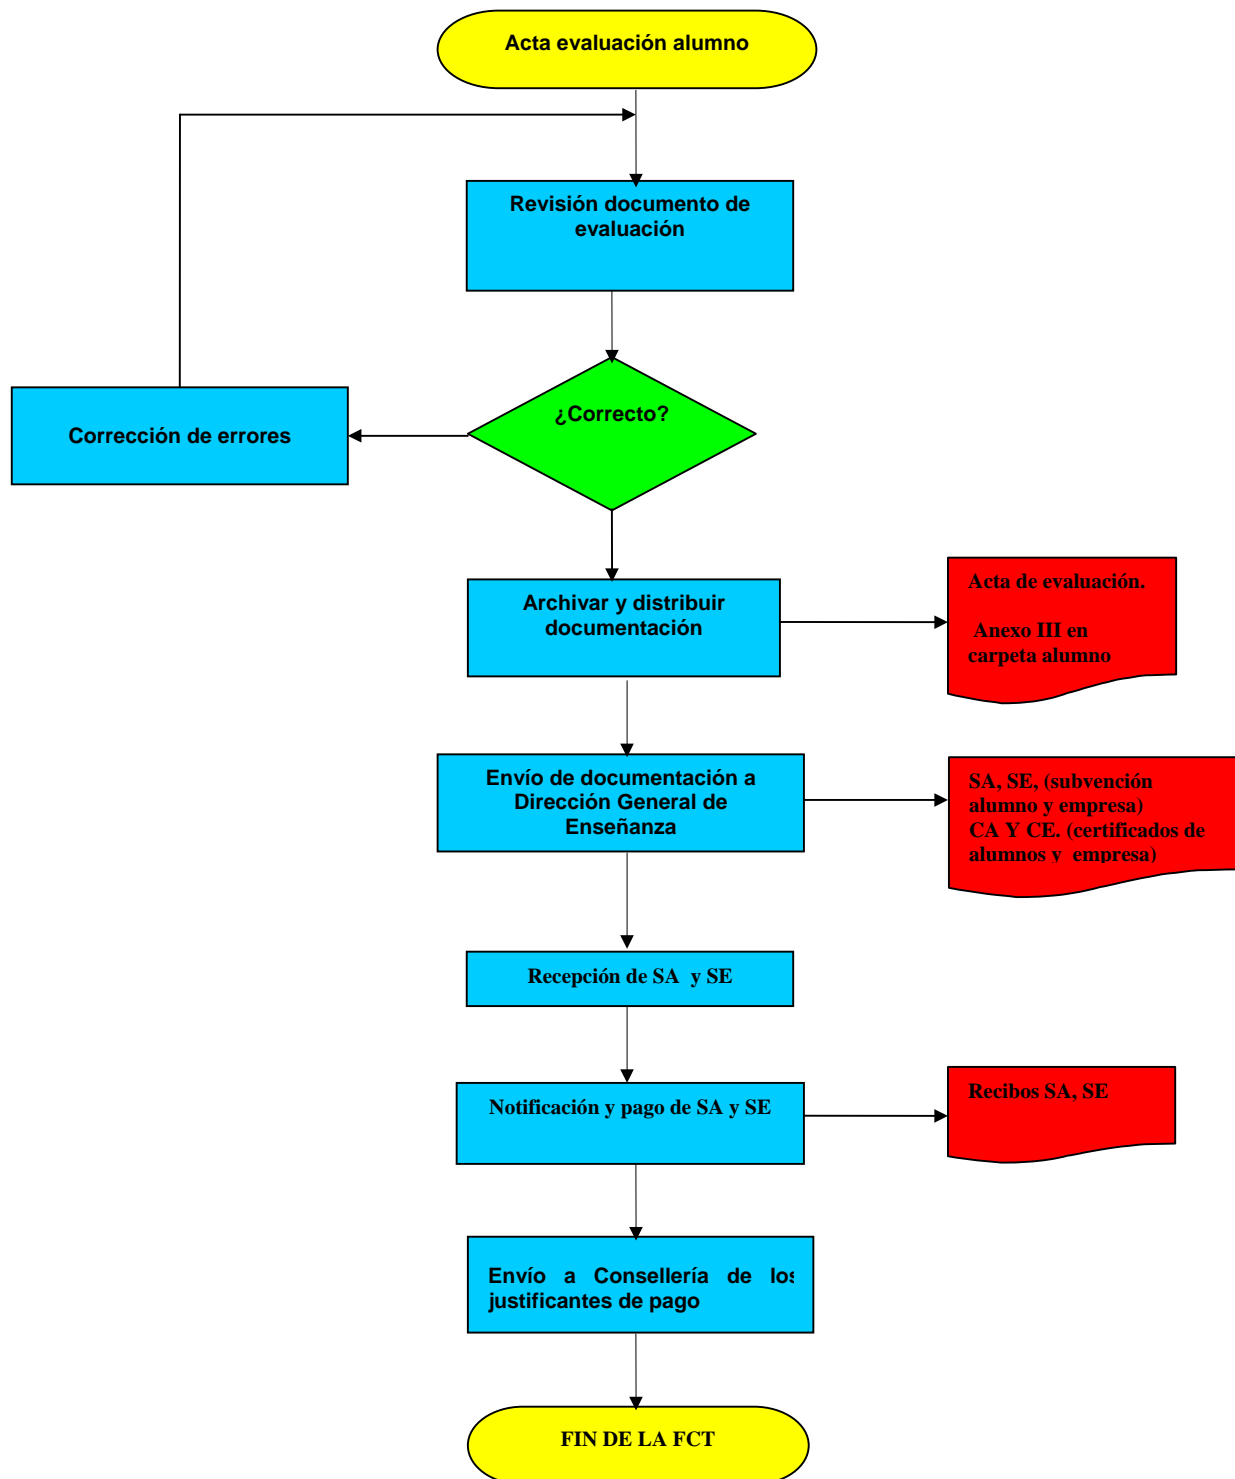 Acta evaluación alumno
Revisión documento de
evaluación
¿Correcto?
Corrección de errores
Archivar y distribuir
documentación
Acta de evaluación.
Anexo III en
carpeta alumno
Envío de documentación a
Dirección General de
Enseñanza
SA, SE, (subvención
alumno y empresa)
CA Y CE. (certificados de
alumnos y empresa)
Recepción de SA y SE
Notificación y pago de SA y SE
Recibos SA, SE
Envío a Consellería de los
justificantes de pago
FIN DE LA FCT